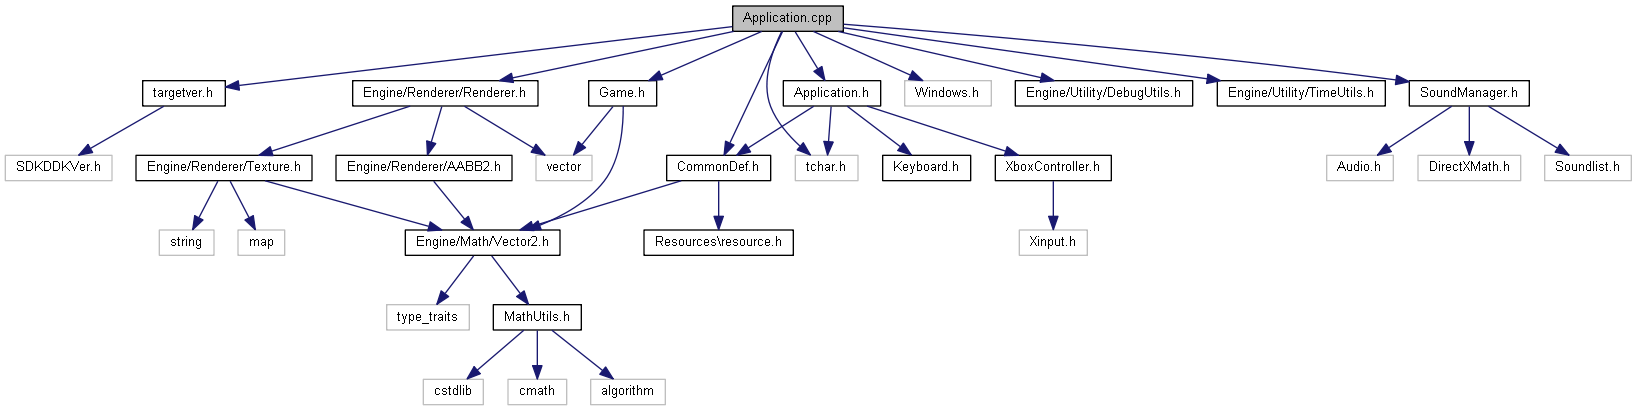 Application.cpp
targetver.h
Engine/Renderer/Renderer.h
Game.h
Application.h
Windows.h
Engine/Utility/DebugUtils.h
Engine/Utility/TimeUtils.h
SoundManager.h
SDKDDKVer.h
Engine/Renderer/Texture.h
Engine/Renderer/AABB2.h
vector
CommonDef.h
tchar.h
Keyboard.h
XboxController.h
Audio.h
DirectXMath.h
Soundlist.h
string
map
Engine/Math/Vector2.h
Resources\resource.h
Xinput.h
type_traits
MathUtils.h
cstdlib
cmath
algorithm